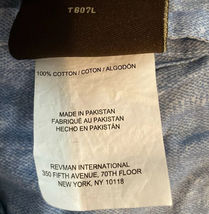 T607L
100% COTTON / COTON / ALGODÓN
MADE IN PAKISTAN
FABRIQUÉ AU PAKISTAN
HECHO EN PAKISTÁN
REVMAN INTERNATIONAL
350 FIFTH AVENUE, 70TH FLOOR
NEW YORK, NY 10118